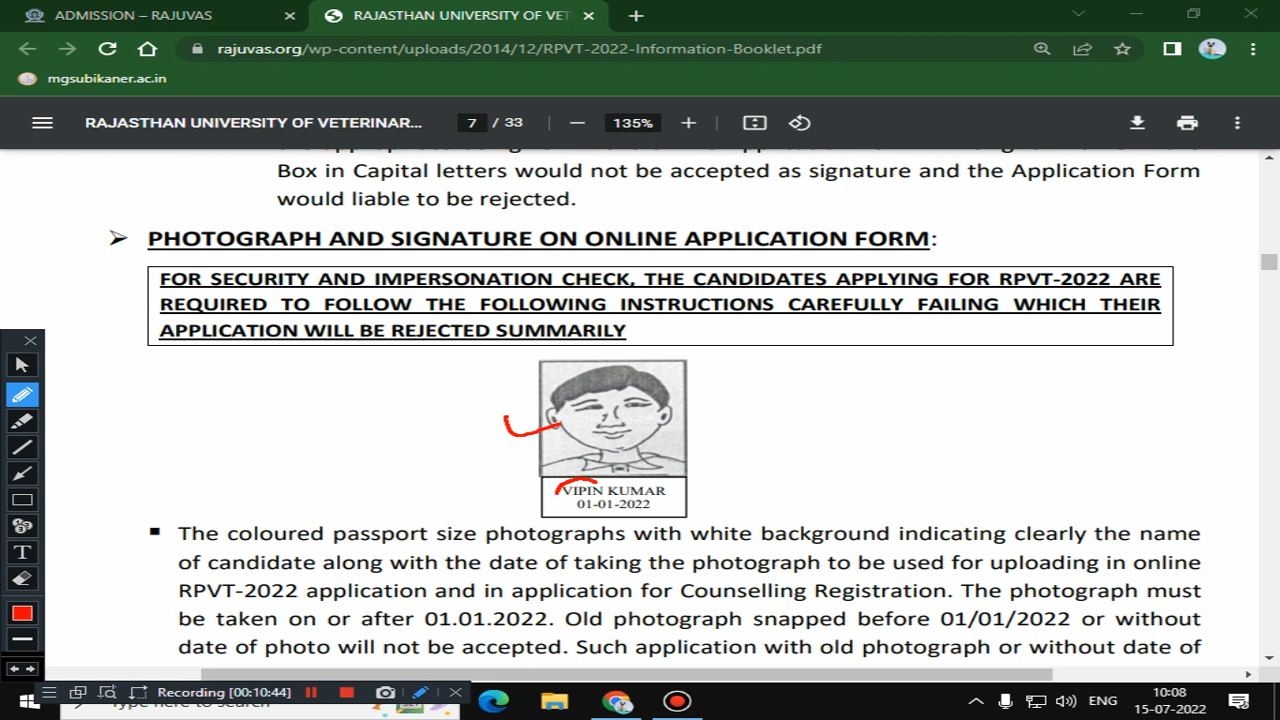 ADMISSION – RAJUVAS
RAJASTHAN UNIVERSITY OF VET
rajuvas.org/wp-content/uploads/2014/12/RPVT-2022-Information-Booklet.pdf
mgsubikaner.ac.in
RAJASTHAN UNIVERSITY OF VETERINAR... 7 / 33 135%
Box in Capital letters would not be accepted as signature and the Application Form
would liable to be rejected.
PHOTOGRAPH AND SIGNATURE ON ONLINE APPLICATION FORM:
FOR SECURITY AND IMPERSONATION CHECK, THE CANDIDATES APPLYING FOR RPVT-2022 ARE
REQUIRED TO FOLLOW THE FOLLOWING INSTRUCTIONS CAREFULLY FAILING WHICH THEIR
APPLICATION WILL BE REJECTED SUMMARILY
VIPIN KUMAR
01-01-2022
The coloured passport size photographs with white background indicating clearly the name
of candidate along with the date of taking the photograph to be used for uploading in online
RPVT-2022 application and in application for Counselling Registration. The photograph must
be taken on or after 01.01.2022. Old photograph snapped before 01/01/2022 or without
date of photo will not be accepted. Such application with old photograph or without date of
T
Recording [00:10:44]
Type here to search
ENG
10:08
15-07-2022